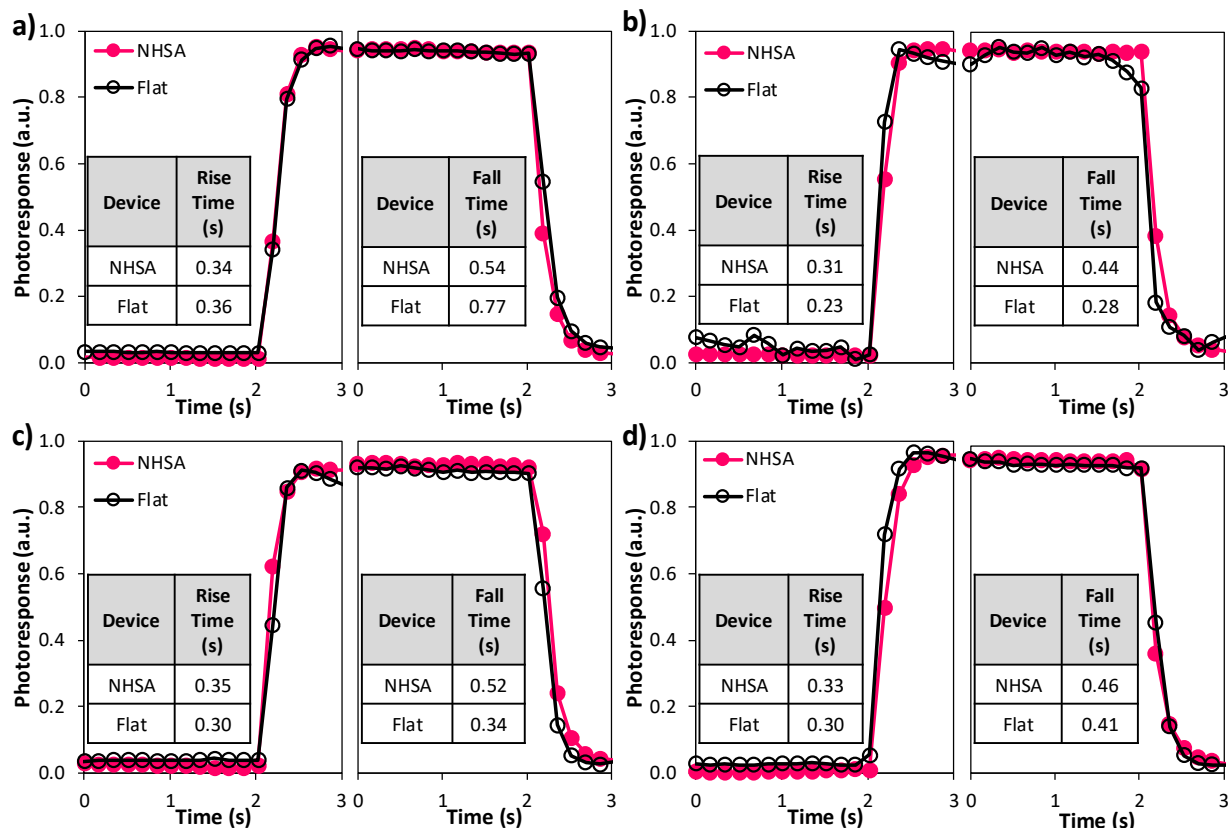 a)
Photoresponse (a.u.)
1.0
0.8
0.6
0.4
0.2
0.0
NHSA
Flat
Device Rise Time (s)
NHSA 0.34
Flat 0.36
Device Fall Time (s)
NHSA 0.54
Flat 0.77
0 1 2 3
0 1 2 3
Time (s)
Time (s)
b)
Photoresponse (a.u.)
1.0
0.8
0.6
0.4
0.2
0.0
NHSA
Flat
Device Rise Time (s)
NHSA 0.31
Flat 0.23
Device Fall Time (s)
NHSA 0.44
Flat 0.28
0 1 2 3
0 1 2 3
Time (s)
Time (s)
c)
Photoresponse (a.u.)
1.0
0.8
0.6
0.4
0.2
0.0
NHSA
Flat
Device Rise Time (s)
NHSA 0.35
Flat 0.30
Device Fall Time (s)
NHSA 0.52
Flat 0.34
0 1 2 3
0 1 2 3
Time (s)
Time (s)
d)
Photoresponse (a.u.)
1.0
0.8
0.6
0.4
0.2
0.0
NHSA
Flat
Device Rise Time (s)
NHSA 0.33
Flat 0.30
Device Fall Time (s)
NHSA 0.46
Flat 0.41
0 1 2 3
0 1 2 3
Time (s)
Time (s)